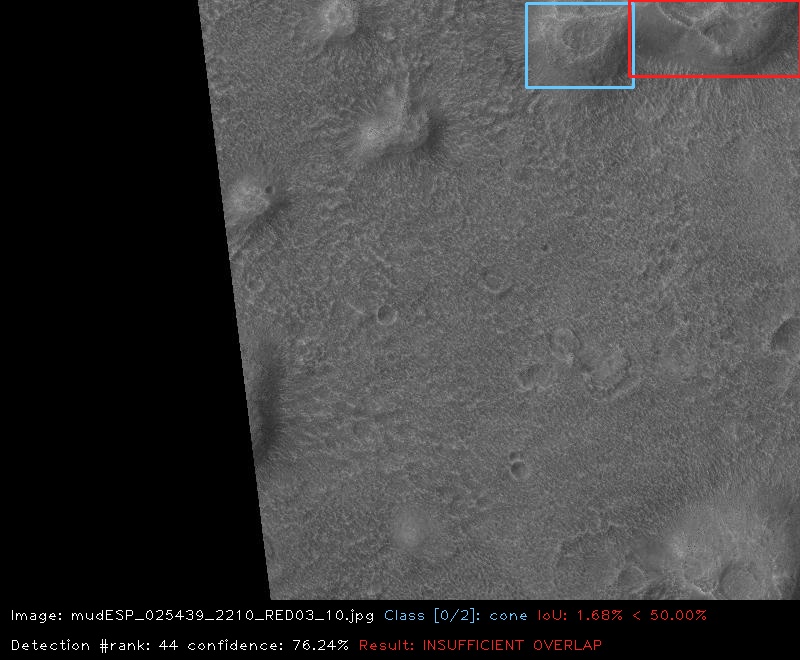 Image: mudESP_025439_2210_RED03_10.jpg Class [0/2]: cone IoU: 1.68% < 50.00%
Detection #rank: 44 confidence: 76.24% Result: INSUFFICIENT OVERLAP